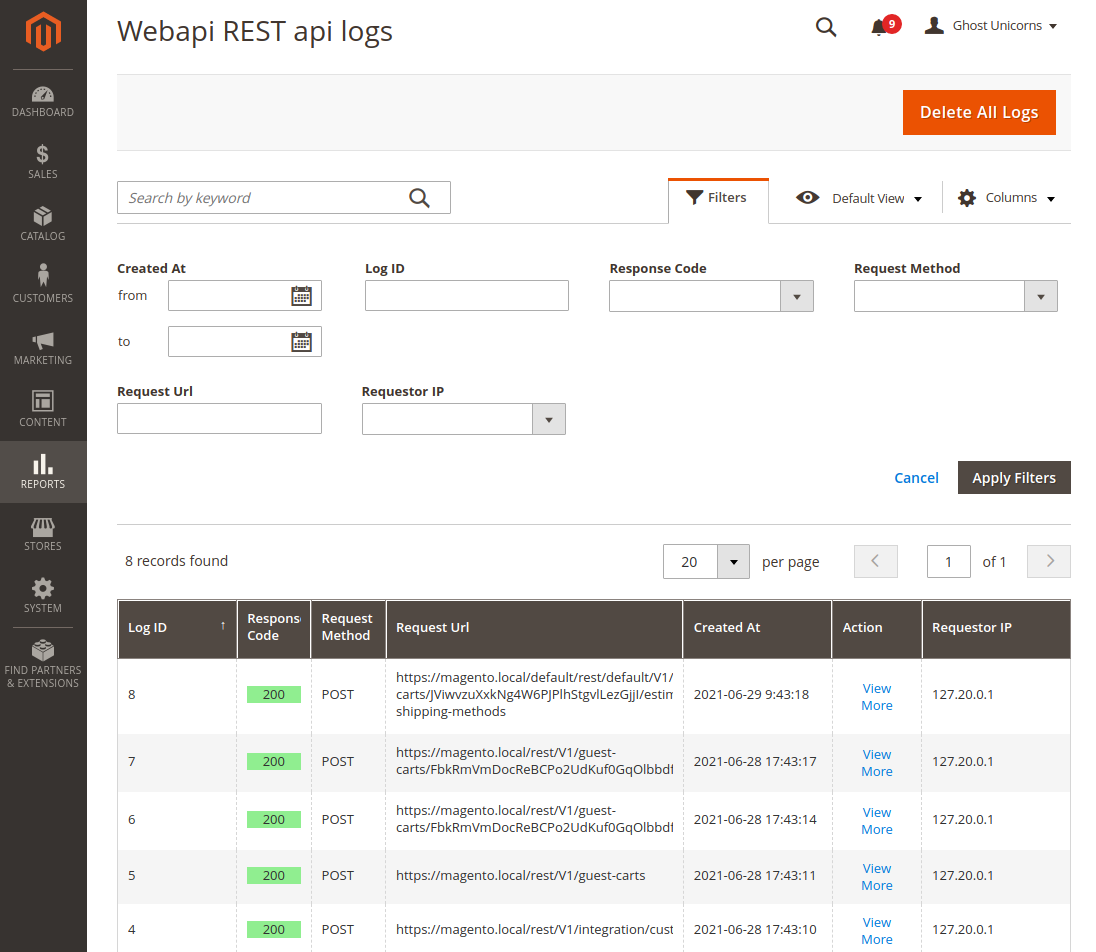 Webapi REST api logs
9
Ghost Unicorns
DASHBOARD
SALES
CATALOG
CUSTOMERS
MARKETING
CONTENT
REPORTS
STORES
SYSTEM
FIND PARTNERS
& EXTENSIONS
Delete All Logs
Search by keyword
Filters
Default View
Columns
Created At
from
to
Log ID
Response Code
Request Method
Request Url
Requestor IP
Cancel
Apply Filters
8 records found
20 per page
1 of 1
Log ID ↑
Respons
Code
Request
Method
Request Url
Created At
Action
Requestor IP
8
200
POST
https://magento.local/default/rest/default/V1/
carts/JViwvzuXxkNg4W6PJPlhStgvlLezGjjI/estim
shipping-methods
2021-06-29 9:43:18
View
More
127.20.0.1
7
200
POST
https://magento.local/rest/V1/guest-
carts/FbkRmVmDocReBCPo2UdKuf0GqOlbbdf
2021-06-28 17:43:17
View
More
127.20.0.1
6
200
POST
https://magento.local/rest/V1/guest-
carts/FbkRmVmDocReBCPo2UdKuf0GqOlbbdf
2021-06-28 17:43:14
View
More
127.20.0.1
5
200
POST
https://magento.local/rest/V1/guest-carts
2021-06-28 17:43:11
View
More
127.20.0.1
4
200
POST
https://magento.local/rest/V1/integration/cust
2021-06-28 17:43:10
View
More
127.20.0.1